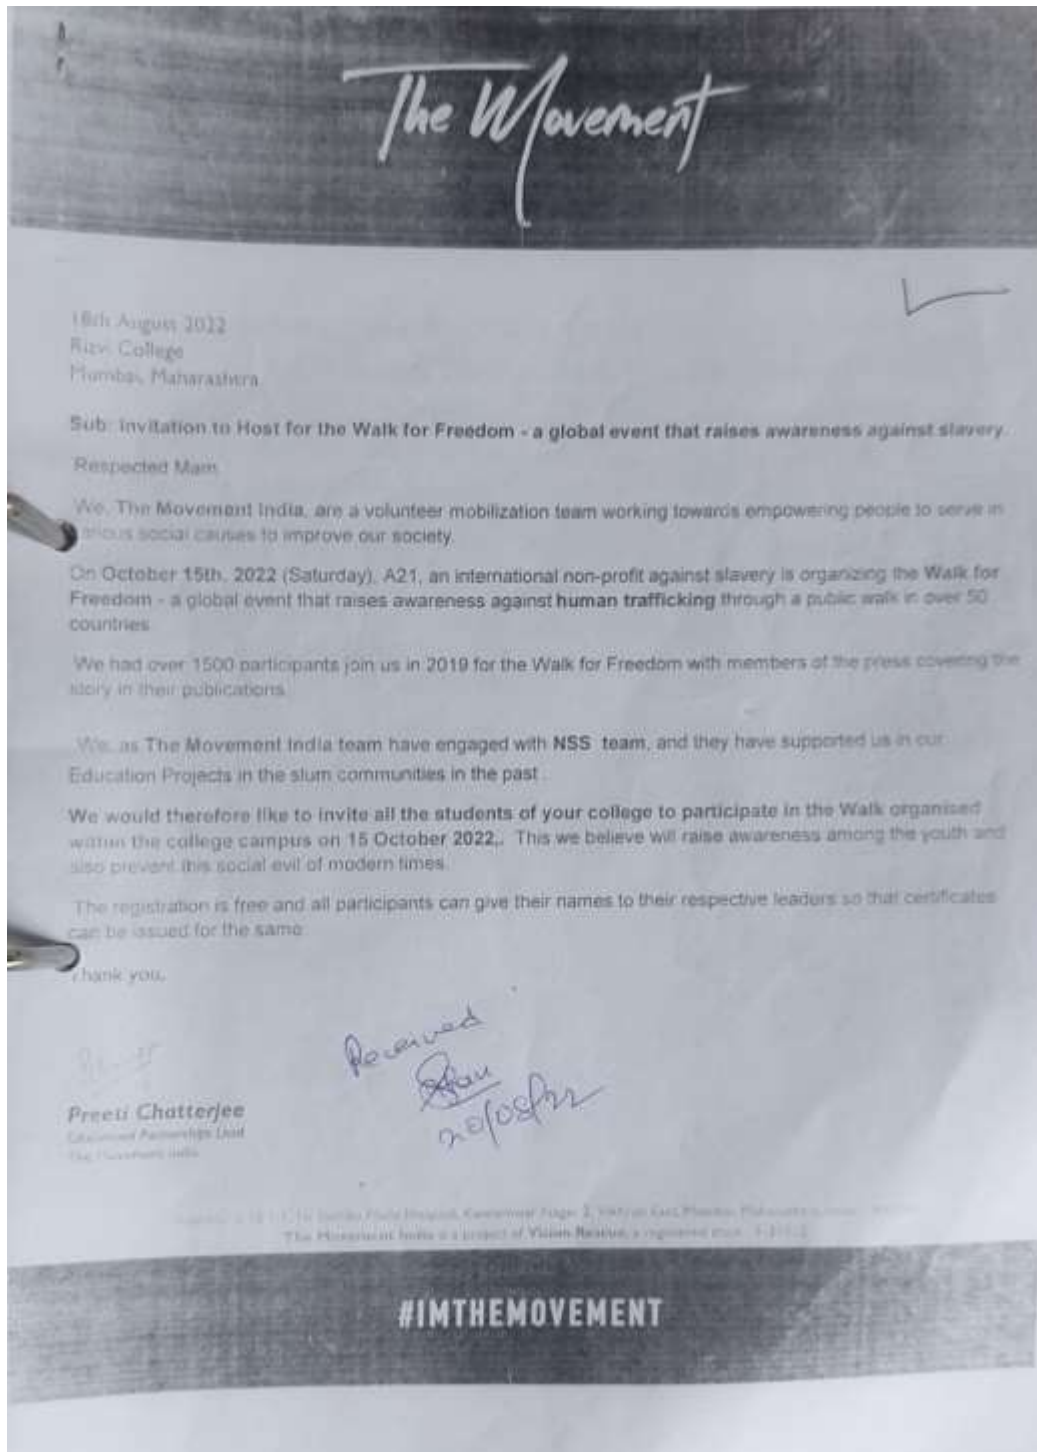 The Movement
18th August 2022
Rizvi College
Mumbai, Maharashtra
Sub: Invitation to Host for the Walk for Freedom - a global event that raises awareness against slavery.
Respected Mam
We, The Movement India, are a volunteer mobilization team working towards empowering people to serve in
various social causes to improve our society.
On October 15th, 2022 (Saturday), A21, an international non-profit against slavery is organizing the Walk for
Freedom - a global event that raises awareness against human trafficking through a public walk in over 50
countries
We had over 1500 participants join us in 2019 for the Walk for Freedom with members of the press covering the
story in their publications
We, as The Movement India team have engaged with NSS team, and they have supported us in our
Education Projects in the slum communities in the past .
We would therefore like to invite all the students of your college to participate in the Walk organised
within the college campus on 15 October 2022,. This we believe will raise awareness among the youth and
also prevent this social evil of modern times.
The registration is free and all participants can give their names to their respective leaders so that certificates
can be issued for the same
Thank you,
Received
20/08/22
Preeti Chatterjee
Partnerships Lead
The Movement India
The Movement India is a project of Vision Rescue, a registered
#IMTHEMOVEMENT